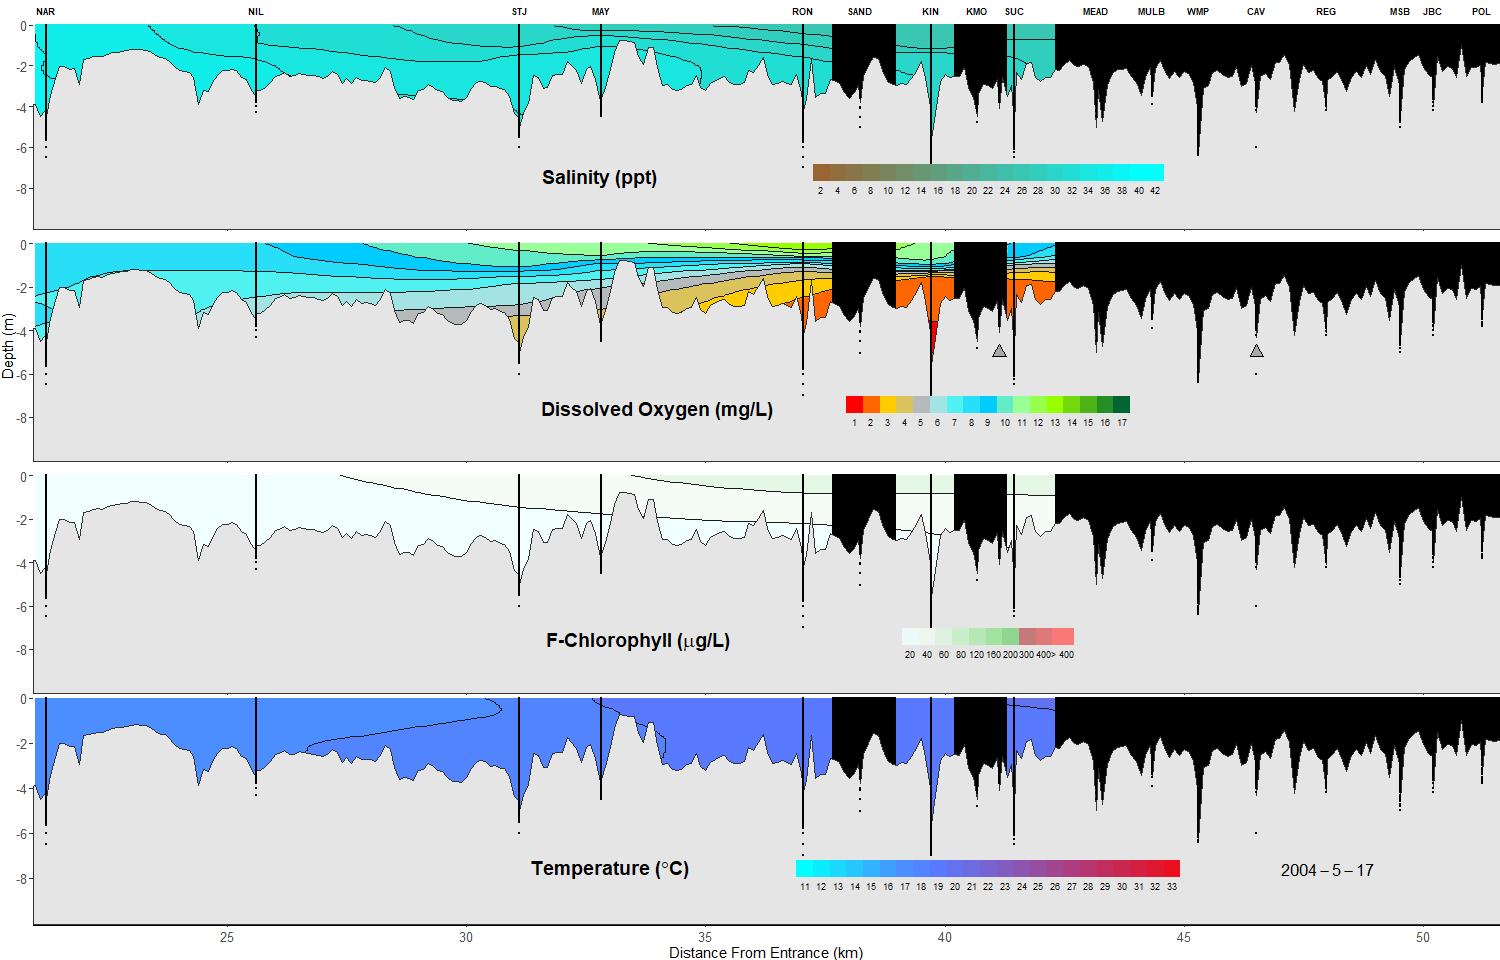 NAR NIL STJ MAY RON SAND KIN KMO SUC MEAD MULB WMP CAV REG MSB JBC POL
0
-2
-4
-6
-8
Salinity (ppt)
2 4 6 8 10 12 14 16 18 20 22 24 26 28 30 32 34 36 38 40 42
0
-2
-4
-6
-8
Depth (m)
Dissolved Oxygen (mg/L)
1 2 3 4 5 6 7 8 9 10 11 12 13 14 15 16 17
0
-2
-4
-6
-8
F-Chlorophyll (μg/L)
20 40 60 80 120 160 200 300 400> 400
0
-2
-4
-6
-8
Temperature (°C)
11 12 13 14 15 16 17 18 19 20 21 22 23 24 25 26 27 28 29 30 31 32 33
2004 – 5 – 17
25 30 35 40 45 50
Distance From Entrance (km)